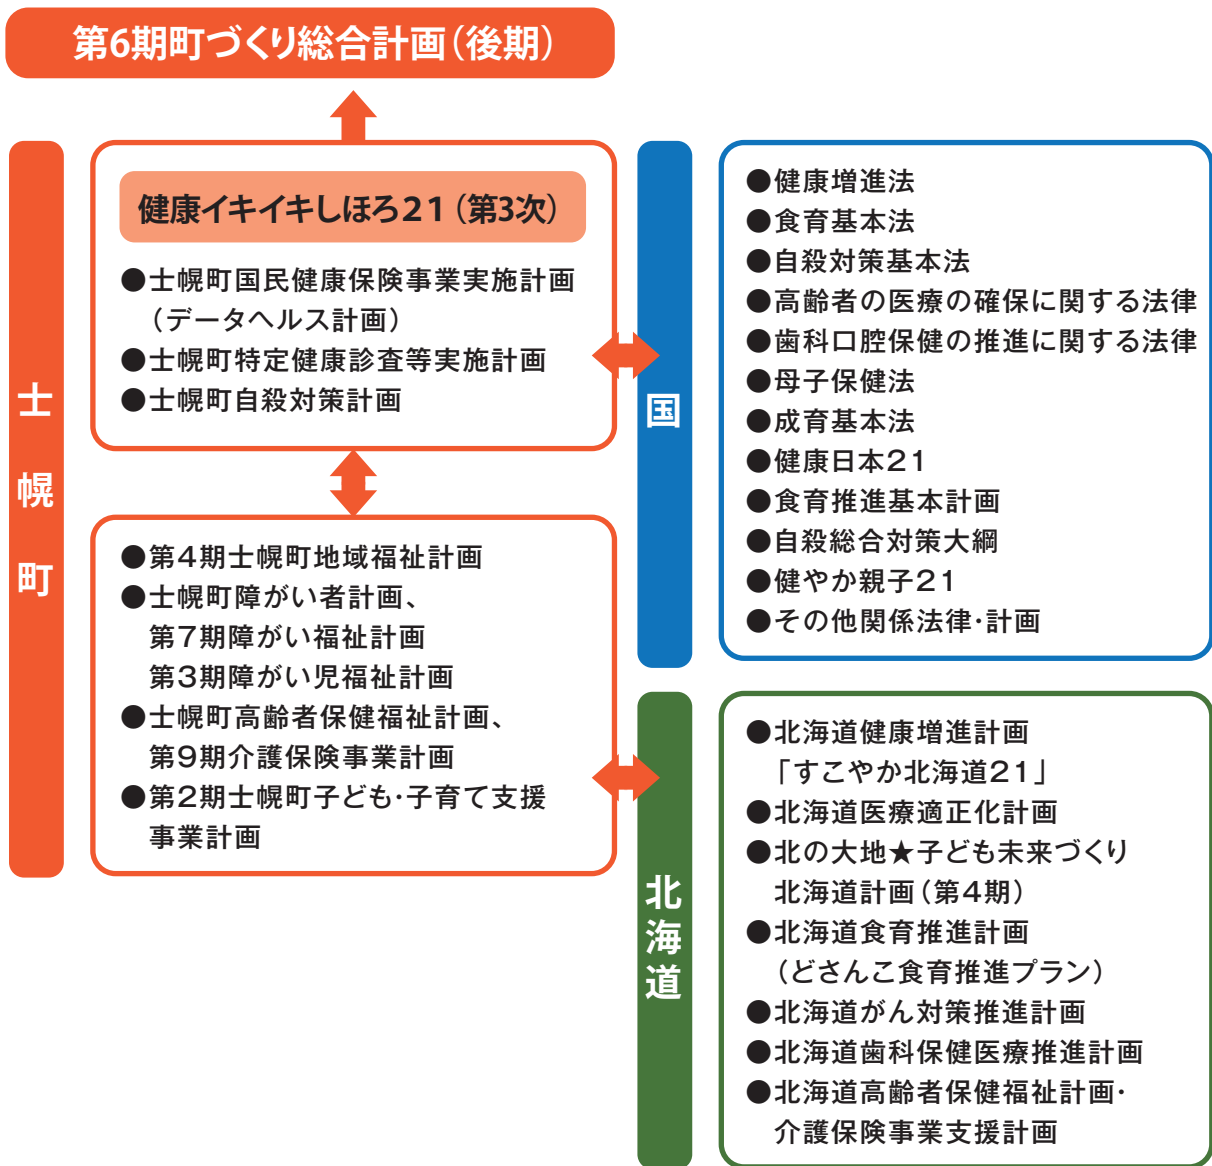 第6期町づくり総合計画(後期)
士幌町
健康イキイキしほろ21(第3次)
●士幌町国民健康保険事業実施計画
(データヘルス計画)
●士幌町特定健康診査等実施計画
●士幌町自殺対策計画
●第4期士幌町地域福祉計画
●士幌町障がい者計画、
第7期障がい福祉計画
第3期障がい児福祉計画
●士幌町高齢者保健福祉計画、
第9期介護保険事業計画
●第2期士幌町子ども・子育て支援
事業計画
国
●健康増進法
●食育基本法
●自殺対策基本法
●高齢者の医療の確保に関する法律
●歯科口腔保健の推進に関する法律
●母子保健法
●成育基本法
●健康日本21
●食育推進基本計画
●自殺総合対策大綱
●健やか親子21
●その他関係法律・計画
北海道
●北海道健康増進計画
「すこやか北海道21」
●北海道医療適正化計画
●北の大地★子ども未来づくり
北海道計画(第4期)
●北海道食育推進計画
(どさんこ食育推進プラン)
●北海道がん対策推進計画
●北海道歯科保健医療推進計画
●北海道高齢者保健福祉計画・
介護保険事業支援計画